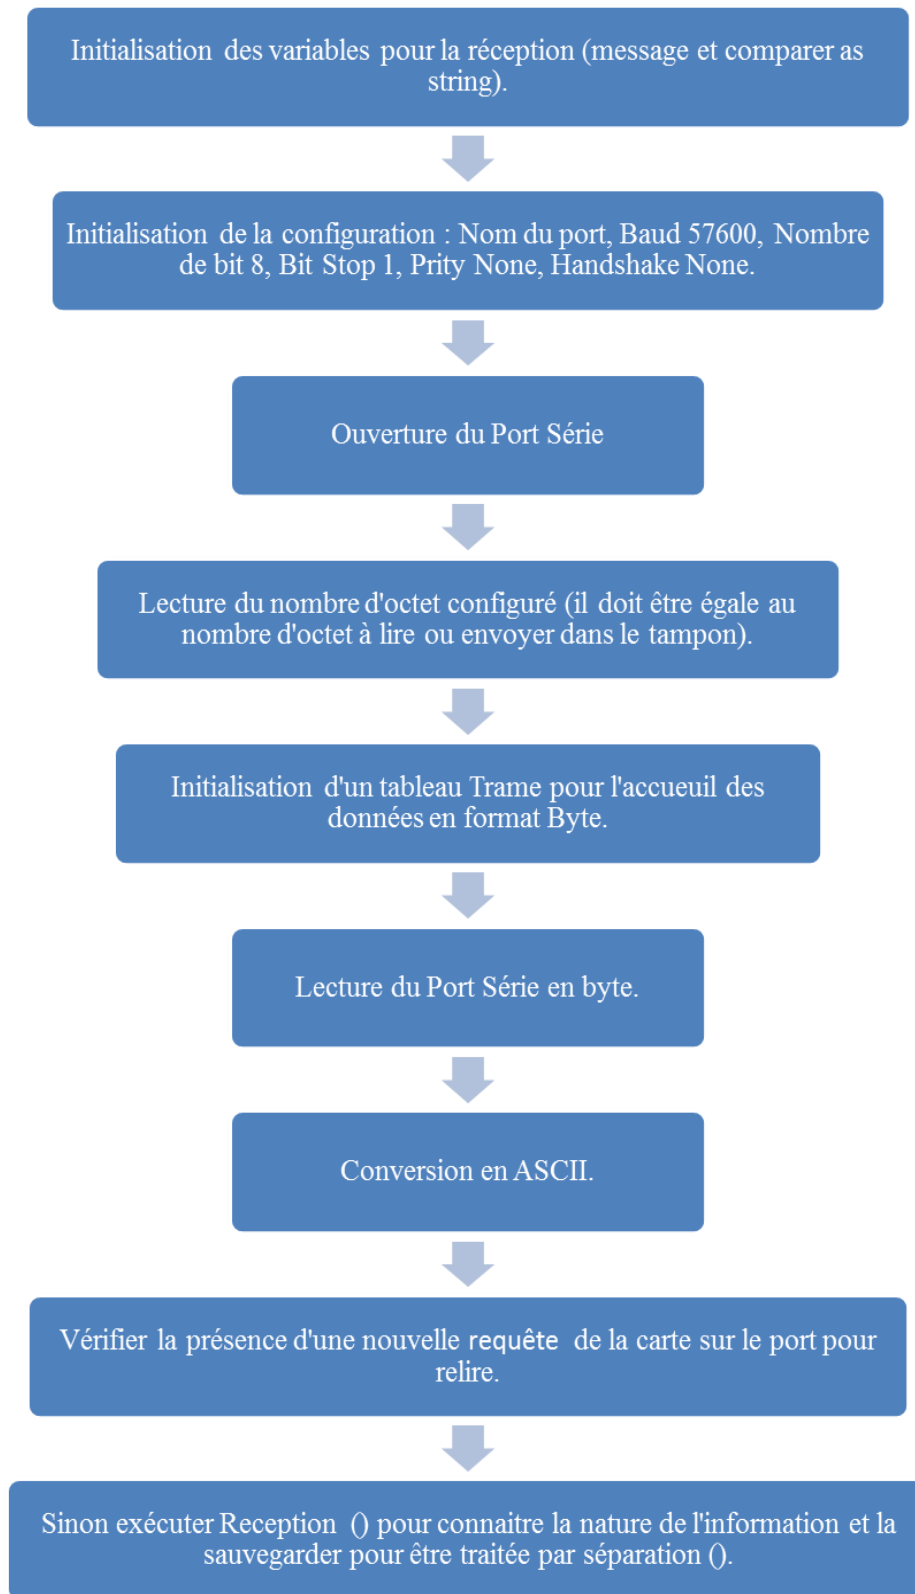 Initialisation des variables pour la réception (message et comparer as
string).
Initialisation de la configuration : Nom du port, Baud 57600, Nombre
de bit 8, Bit Stop 1, Prity None, Handshake None.
Ouverture du Port Série
Lecture du nombre d'octet configuré (il doit être égale au
nombre d'octet à lire ou envoyer dans le tampon).
Initialisation d'un tableau Trame pour l'accueuil des
données en format Byte.
Lecture du Port Série en byte.
Conversion en ASCII.
Vérifier la présence d'une nouvelle requête de la carte sur le port pour
relire.
Sinon exécuter Reception () pour connaitre la nature de l'information et la
sauvegarder pour être traitée par séparation ().